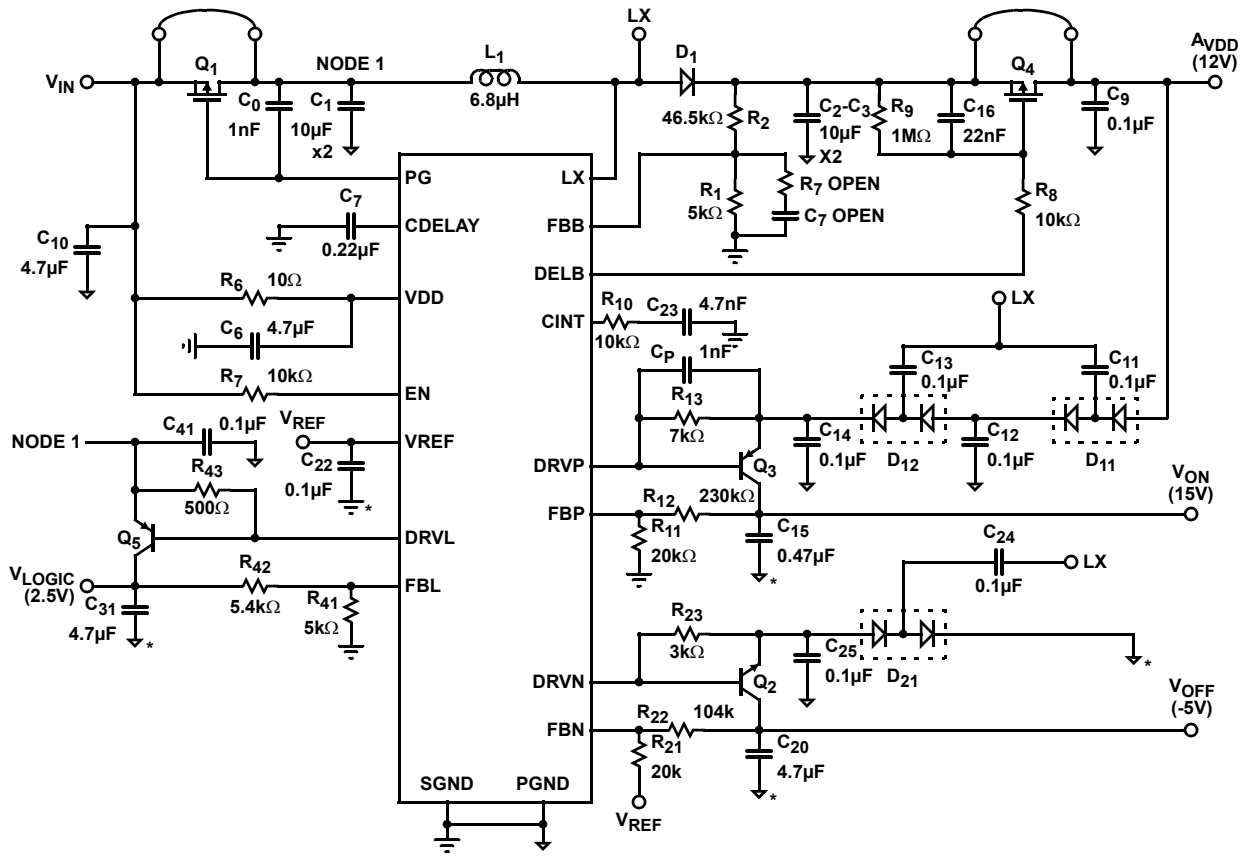 LX
VIN
Q1
NODE 1
C0
1nF
C1
10µF
x2
L1
6.8µH
D1
46.5kΩ
R2
C2-C3
10µF
X2
R9
1MΩ
C16
22nF
Q4
C9
0.1µF
AVDD
(12V)
PG
LX
R1
5kΩ
R7 OPEN
C7 OPEN
R8
10kΩ
C7
0.22µF
CDELAY
FBB
C10
4.7µF
DELB
R6
10Ω
VDD
C6
4.7µF
CINT
R10
10kΩ
C23
4.7nF
LX
R7
10kΩ
EN
CP
1nF
C13
0.1µF
C11
0.1µF
R13
7kΩ
NODE 1
C41
0.1µF
VREF
VREF
C22
0.1µF
*
C14
0.1µF
D12
C12
0.1µF
D11
R43
500Ω
DRVP
Q3
VON
(15V)
Q5
DRVL
FBP
R12
230kΩ
R11
20kΩ
C15
0.47µF
*
C24
0.1µF
LX
VLOGIC
(2.5V)
C31
4.7µF
*
R42
5.4kΩ
R41
5kΩ
FBL
R23
3kΩ
C25
0.1µF
D21
*
DRVN
Q2
VOFF
(-5V)
FBN
R22
104k
R21
20k
C20
4.7µF
*
SGND
PGND
VREF